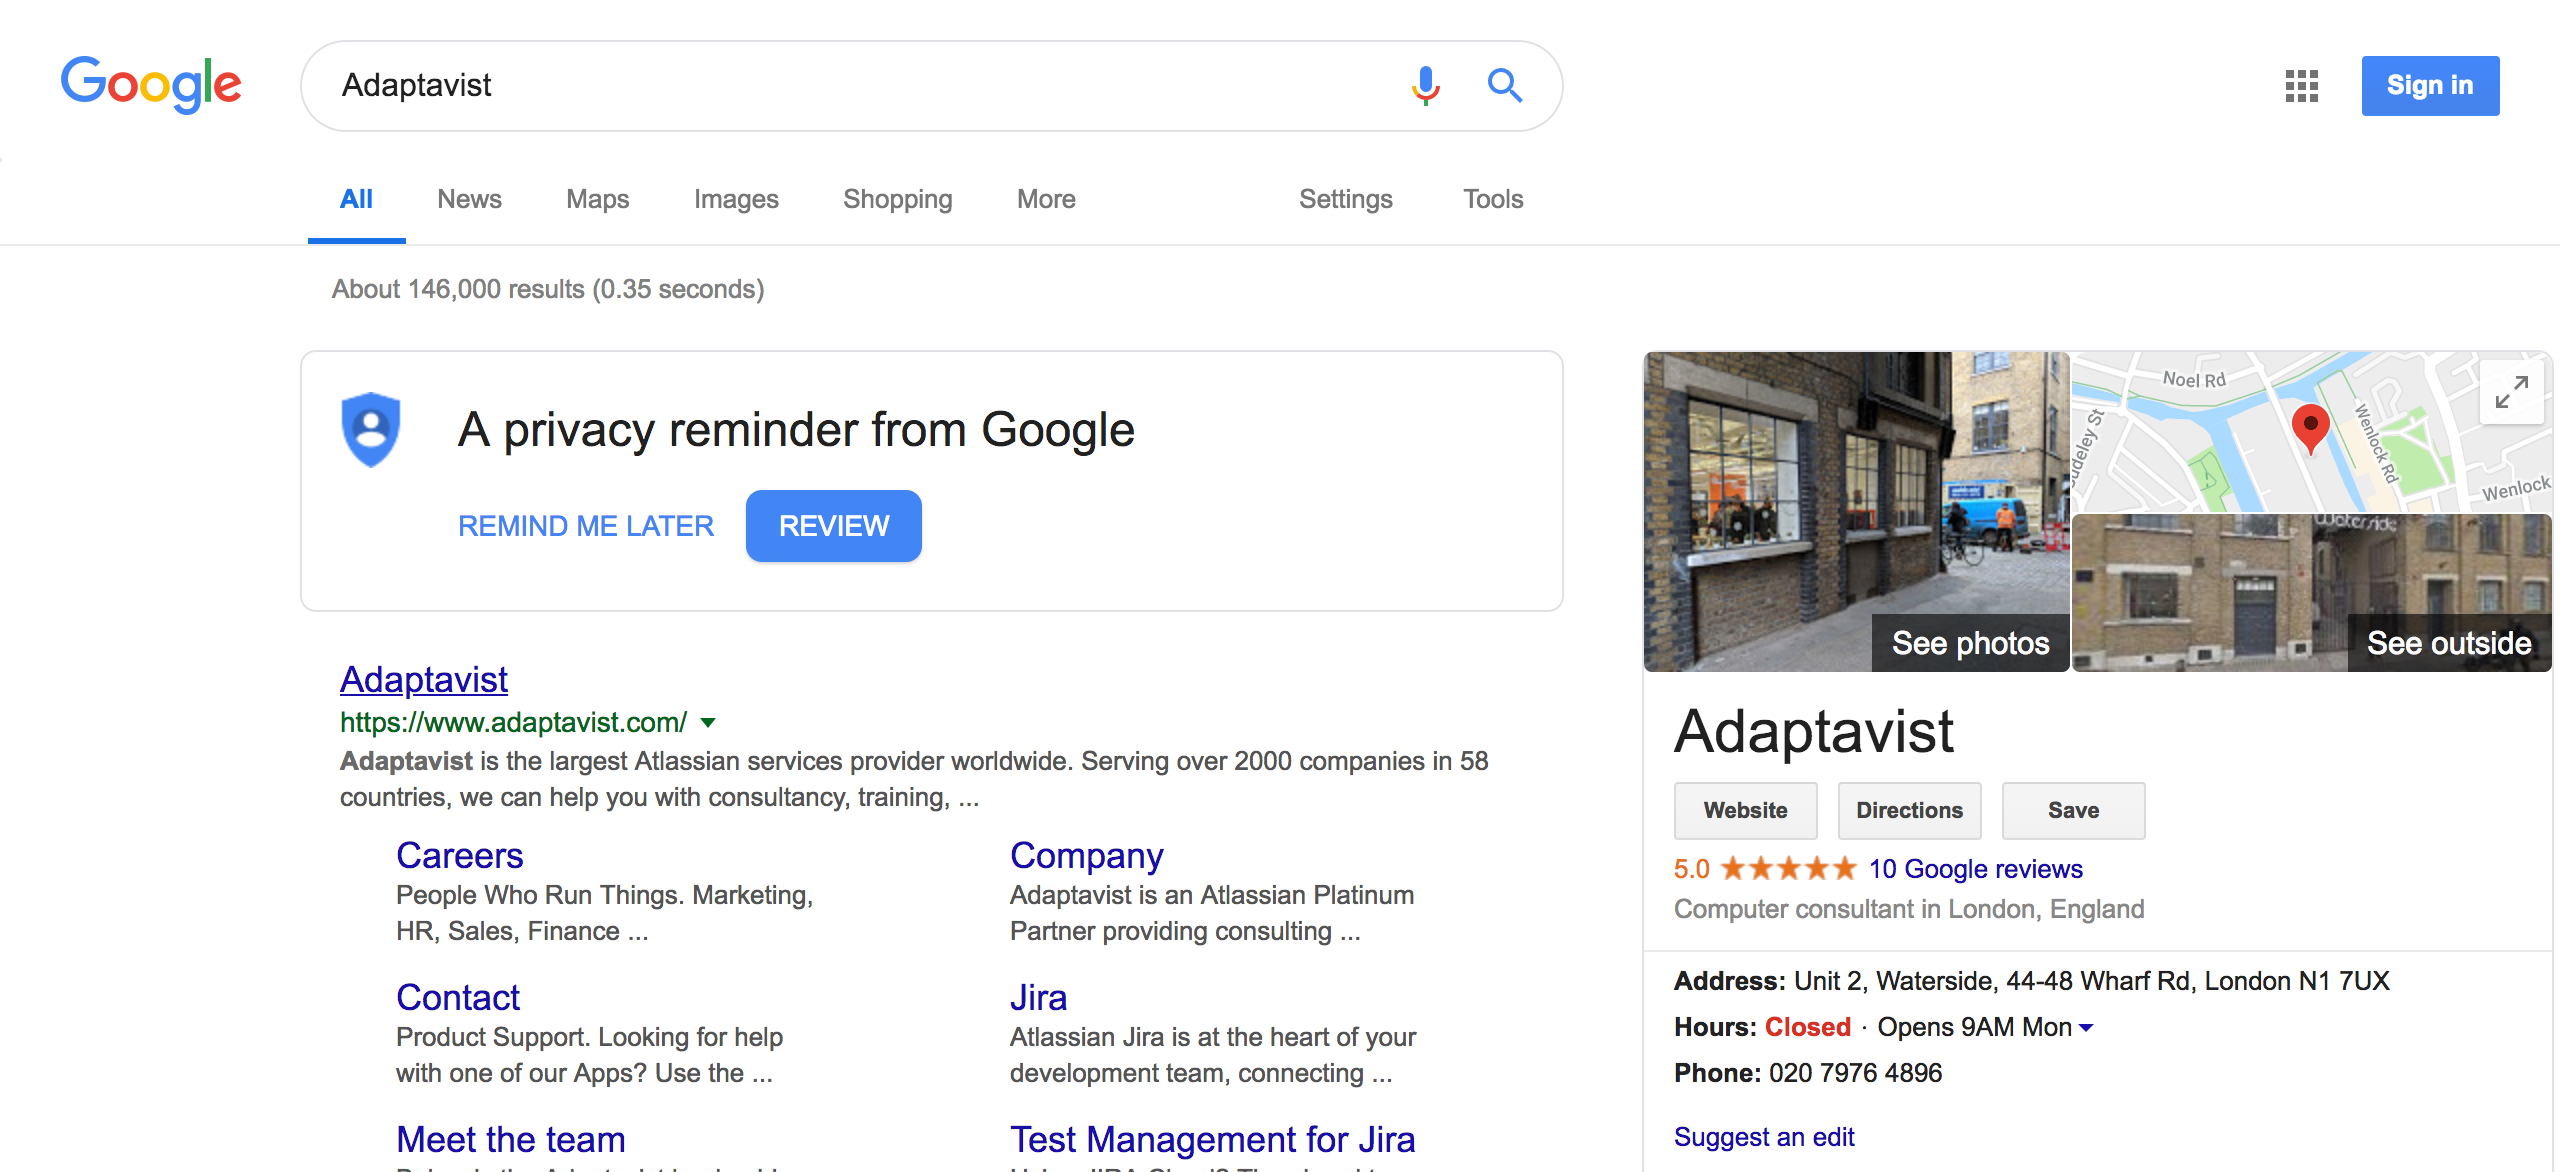 Google
Adaptavist
Sign in
All
News
Maps
Images
Shopping
More
Settings
Tools
About 146,000 results (0.35 seconds)
A privacy reminder from Google
REMIND ME LATER
REVIEW
Adaptavist
https://www.adaptavist.com/
Adaptavist is the largest Atlassian services provider worldwide. Serving over 2000 companies in 58
countries, we can help you with consultancy, training, ...
Careers
People Who Run Things. Marketing,
HR, Sales, Finance ...
Company
Adaptavist is an Atlassian Platinum
Partner providing consulting ...
Contact
Product Support. Looking for help
with one of our Apps? Use the ...
Jira
Atlassian Jira is at the heart of your
development team, connecting ...
Meet the team
Test Management for Jira
Noel Rd
Wenlock Rd
Wenlock
Waterside
See photos
See outside
Adaptavist
Website
Directions
Save
5.0
10 Google reviews
Computer consultant in London, England
Address: Unit 2, Waterside, 44-48 Wharf Rd, London N1 7UX
Hours: Closed · Opens 9AM Mon
Phone: 020 7976 4896
Suggest an edit